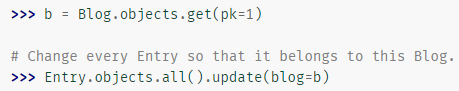 >>> b = Blog.objects.get(pk=1)
# Change every Entry so that it belongs to this Blog.
>>> Entry.objects.all().update(blog=b)